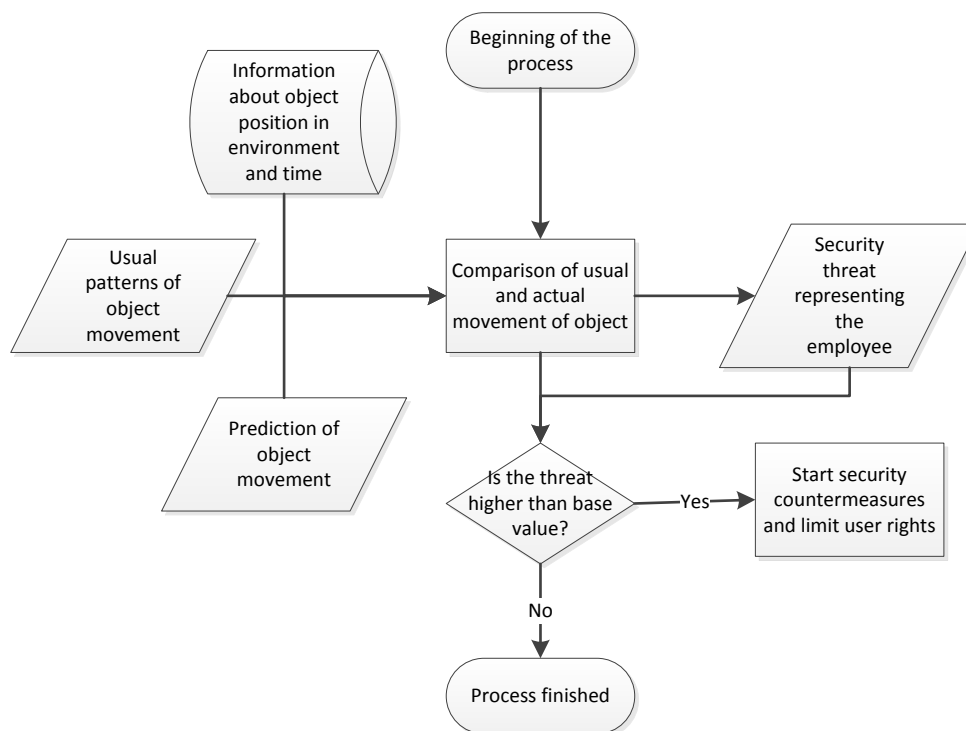 Beginning of the
process
Information
about object
position in
environment
and time
Usual
patterns of
object
movement
Comparison of usual
and actual
movement of object
Security
threat
representing
the
employee
Prediction of
object
movement
Is the threat
higher than base
value?
Yes
Start security
countermeasures
and limit user rights
No
Process finished